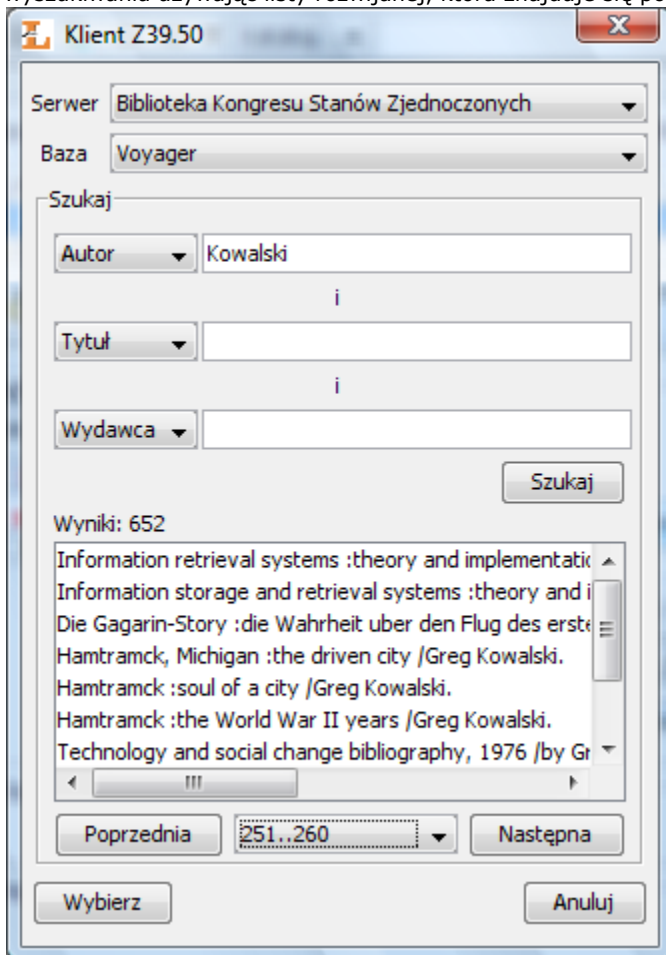 Klient Z39.50
Serwer Biblioteka Kongresu Stanów Zjednoczonych
Baza Voyager
Szukaj
Autor Kowalski
i
Tytuł
i
Wydawca
Szukaj
Wyniki: 652
Information retrieval systems :theory and implementatio
Information storage and retrieval systems :theory and i
Die Gagarin-Story :die Wahrheit uber den Flug des erste
Hamtramck, Michigan :the driven city /Greg Kowalski.
Hamtramck :soul of a city /Greg Kowalski.
Hamtramck :the World War II years /Greg Kowalski.
Technology and social change bibliography, 1976 /by Gr
Poprzednia 251..260 Następna
Wybierz Anuluj